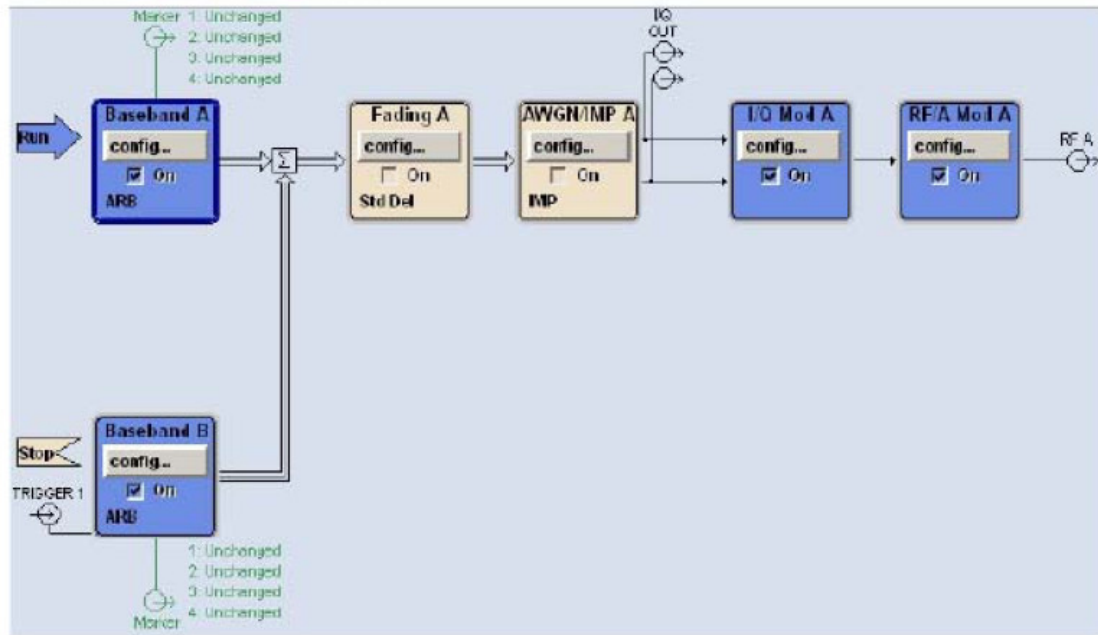 Marker 1: Unchanged
2: Unchanged
3: Unchanged
4: Unchanged
I/Q
OUT
Run
Baseband A
config...
On
ARB
Σ
Fading A
config...
On
Std Del
AWGN/IMP A
config...
On
IMP
I/Q Mod A
config...
On
RF/A Mod A
config...
On
RF A
Stop
TRIGGER 1
Baseband B
config...
On
ARB
1: Unchanged
2: Unchanged
3: Unchanged
4: Unchanged
Marker